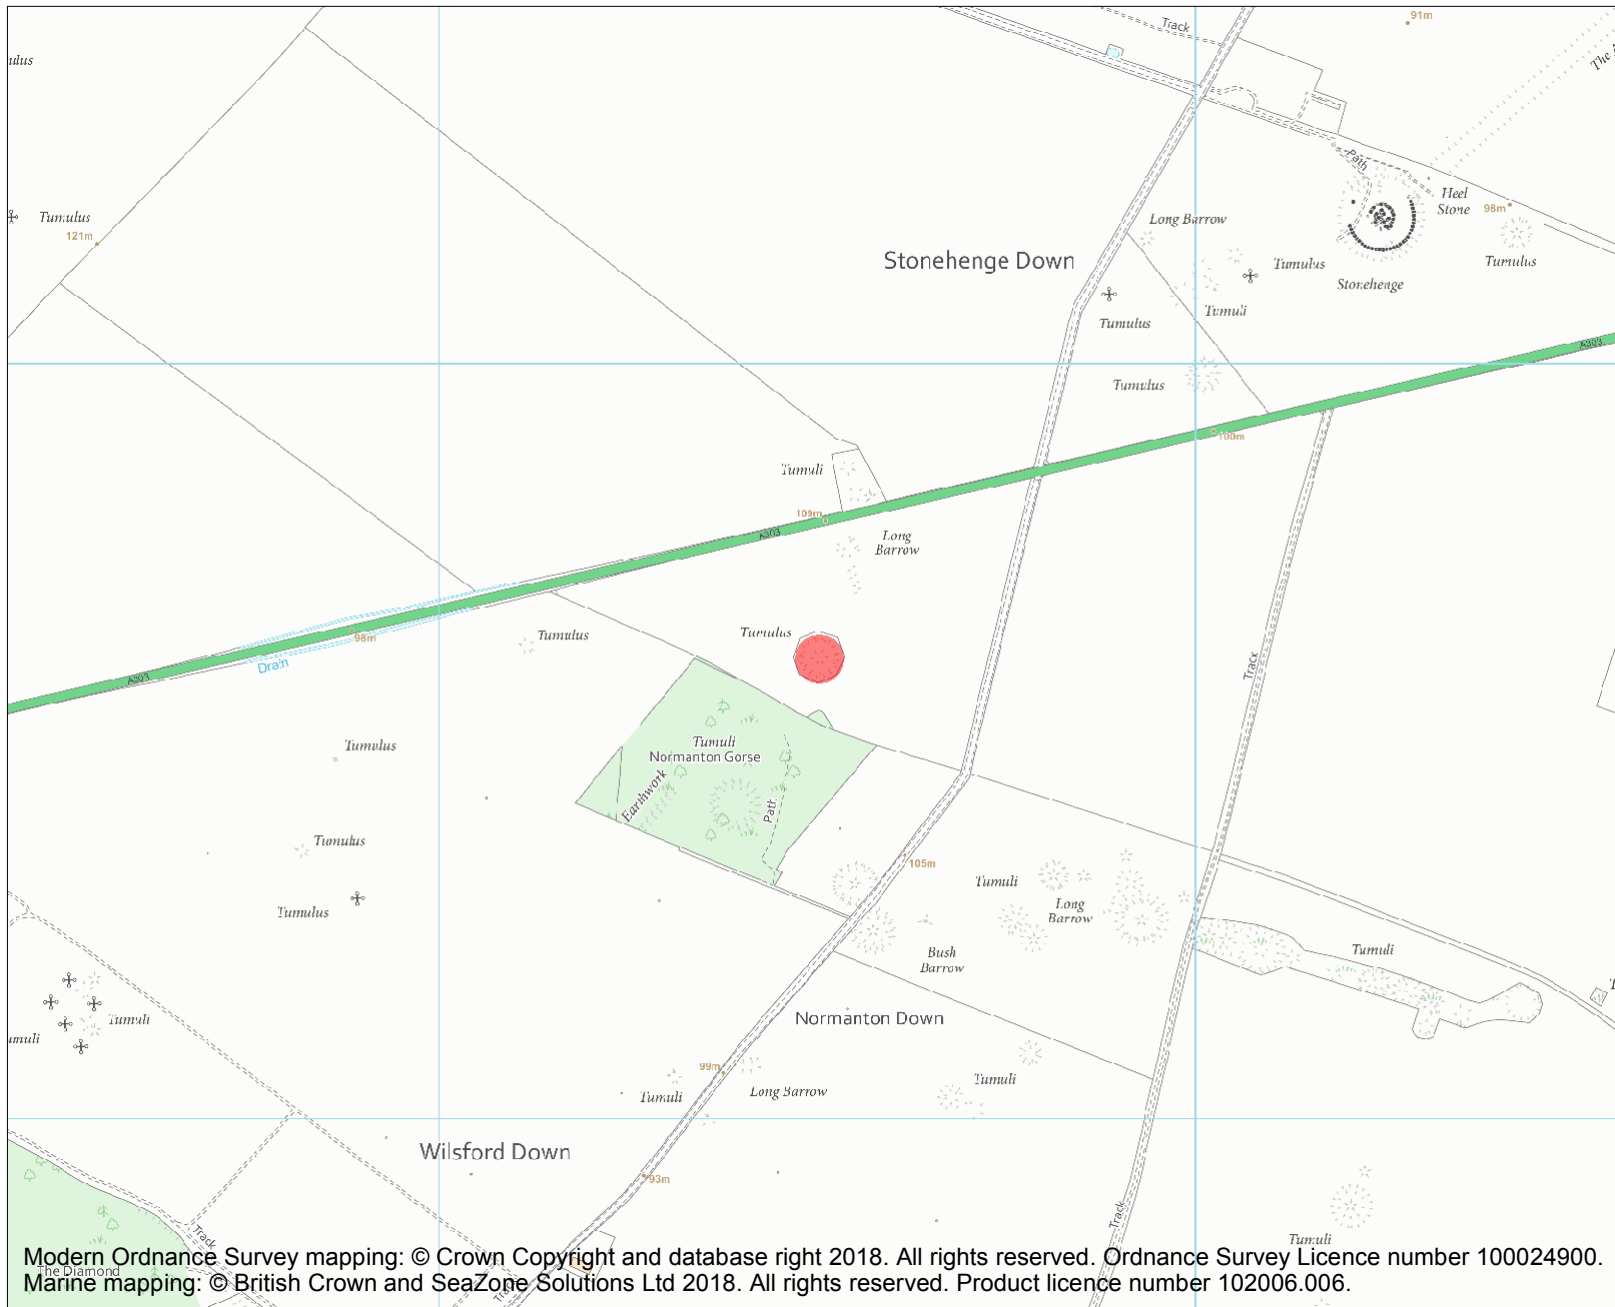 Track
91m
The
ulus
Path
Heel
Stone
98m
Tumulus
121m
Long Barrow
Stonehenge Down
Tumulus
Tumulus
Stonehenge
Tumuli
Tumulus
A303
Tumulus
100m
Tumuli
109m
A303
Long
Barrow
Tumulus
Tumulus
98m
Drain
A303
Track
Tumulus
Tumuli
Normanton Gorse
Earthwork
Path
Tumulus
105m
Tumuli
Long
Barrow
Tumulus
Bush
Barrow
Tumuli
Tumuli
umuli
Normanton Down
99m
Tumuli
Long Barrow
Tumuli
Wilsford Down
93m
Track
Track
Tumuli
Modern Ordnance Survey mapping: © Crown Copyright and database right 2018. All rights reserved. Ordnance Survey Licence number 100024900.
The Diamond
Marine mapping: © British Crown and SeaZone Solutions Ltd 2018. All rights reserved. Product licence number 102006.006.
Track